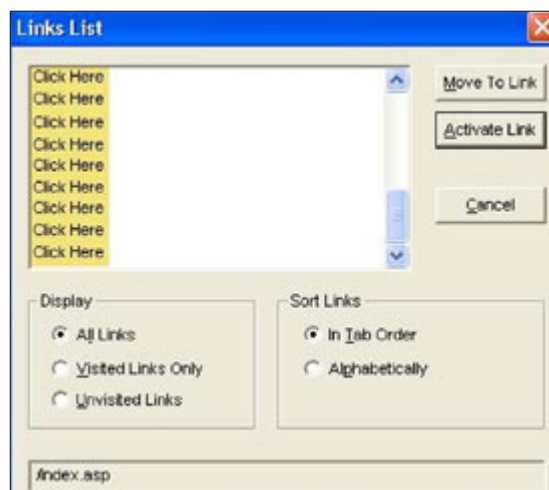 Links List
Click Here
Click Here
Click Here
Click Here
Click Here
Click Here
Click Here
Click Here
Click Here
Move To Link
Activate Link
Cancel
Display
All Links
Visited Links Only
Unvisited Links
Sort Links
In Tab Order
Alphabetically
/index.asp